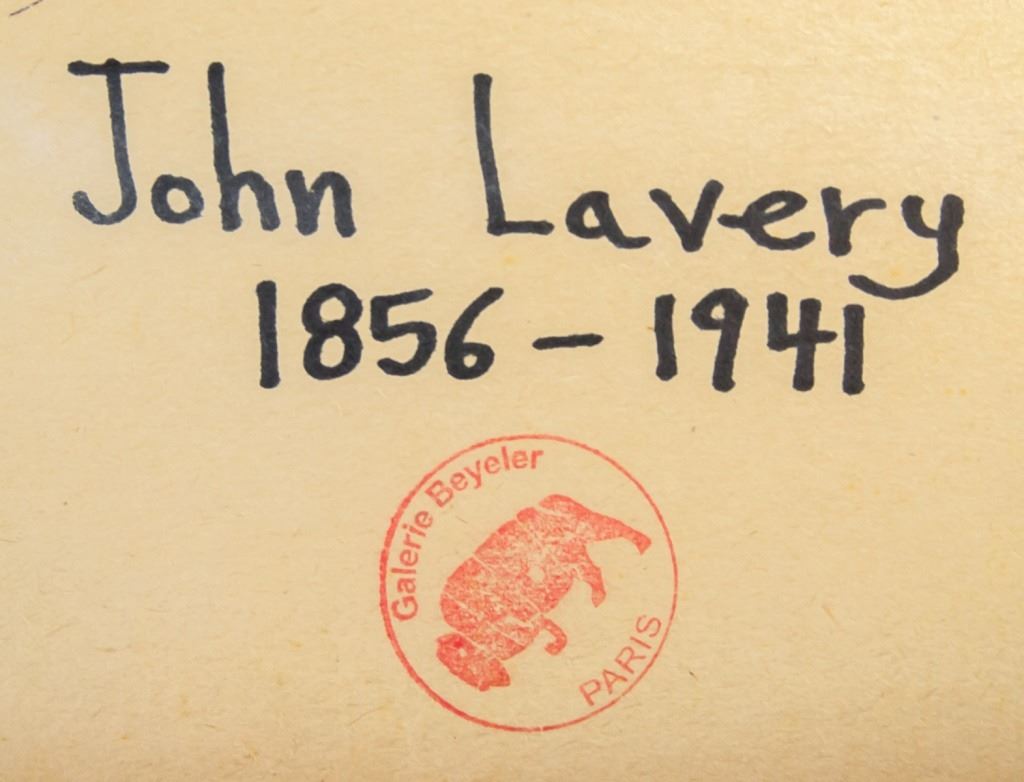 John Lavery
1856 - 1941
Galerie Beyeler
PARIS